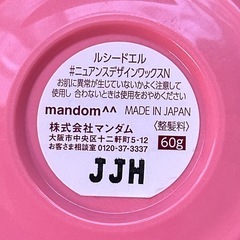 ルシードエル
#ニュアンスデザインワックスN
お肌に異常が生じていないかよく注意して
使用し 合わないときは使用をおやめください
mandom^^ MADE IN JAPAN
株式会社マンダム 〈整髪料〉
大阪市中央区十二軒町5-12
お客さま相談室 0120-37-3337 60g
JJH